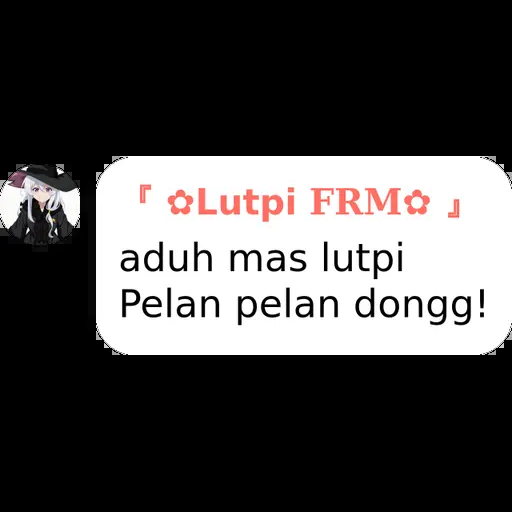 『 ✿Lutpi FRM✿ 』
aduh mas lutpi
Pelan pelan dongg!